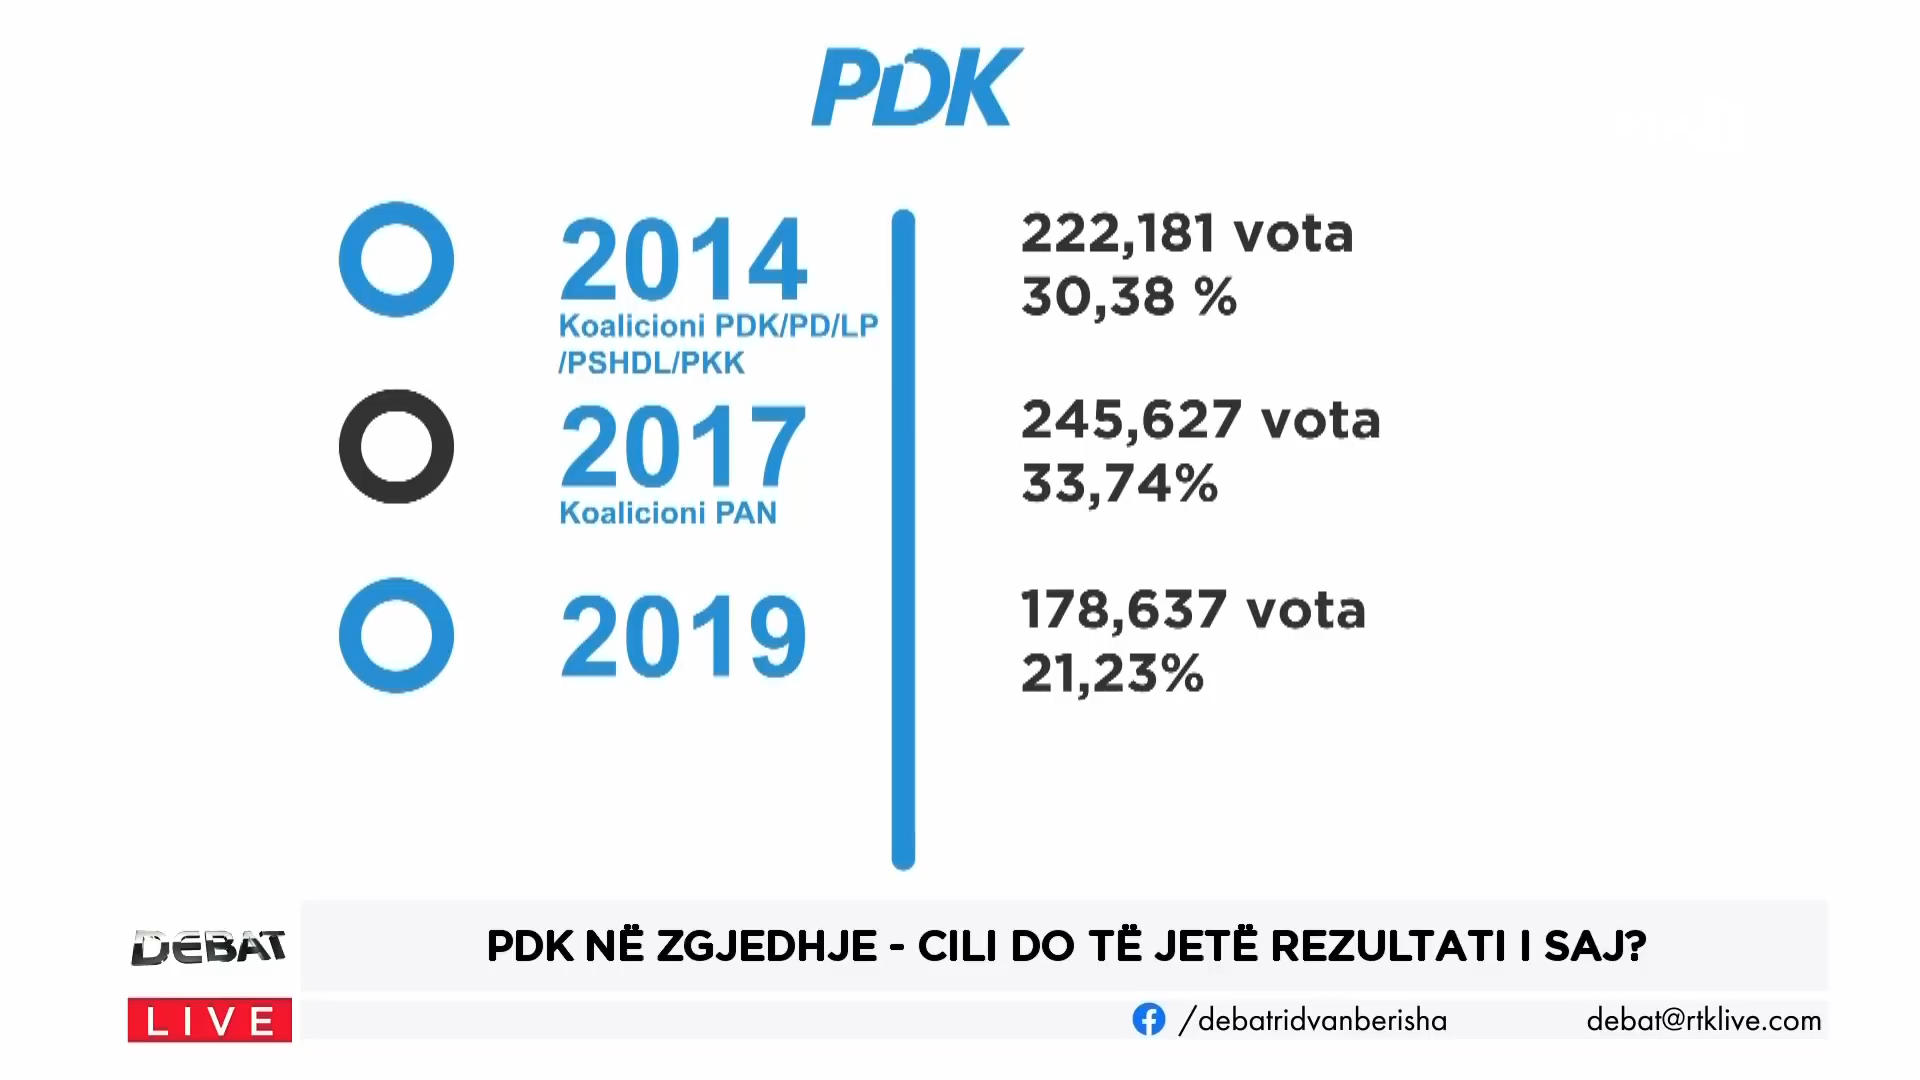 PDK
2014
Koalicioni PDK/PD/LP
/PSHDL/PKK
222,181 vota
30,38 %
2017
Koalicioni PAN
245,627 vota
33,74%
2019
178,637 vota
21,23%
DEBAT
PDK NË ZGJEDHJE - CILI DO TË JETË REZULTATI I SAJ?
LIVE
/debatridvanberisha
debat@rtklive.com